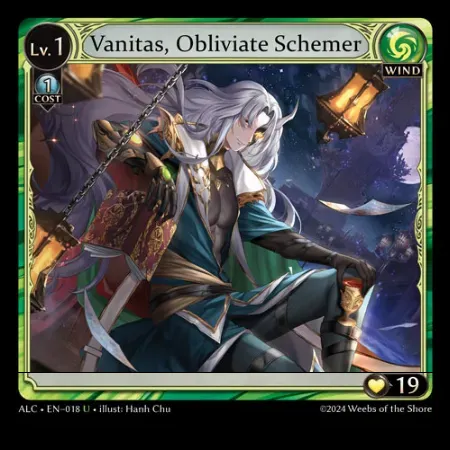 Lv. 1
Vanitas, Obliviate Schemer
WIND
1
COST
19
ALC • EN-018 U • illust: Hanh Chu
©2024 Weebs of the Shore